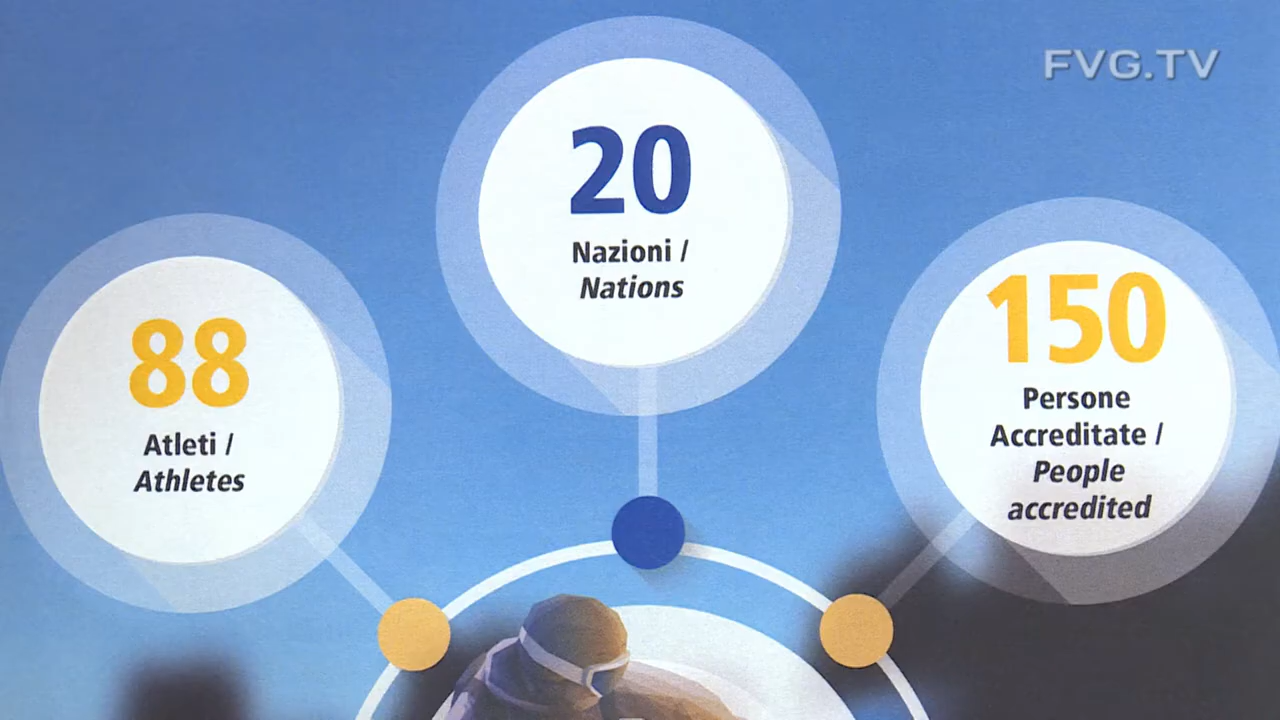 FVG.TV
20
Nazioni /
Nations
88
Atleti /
Athletes
150
Persone
Accreditate /
People
accredited